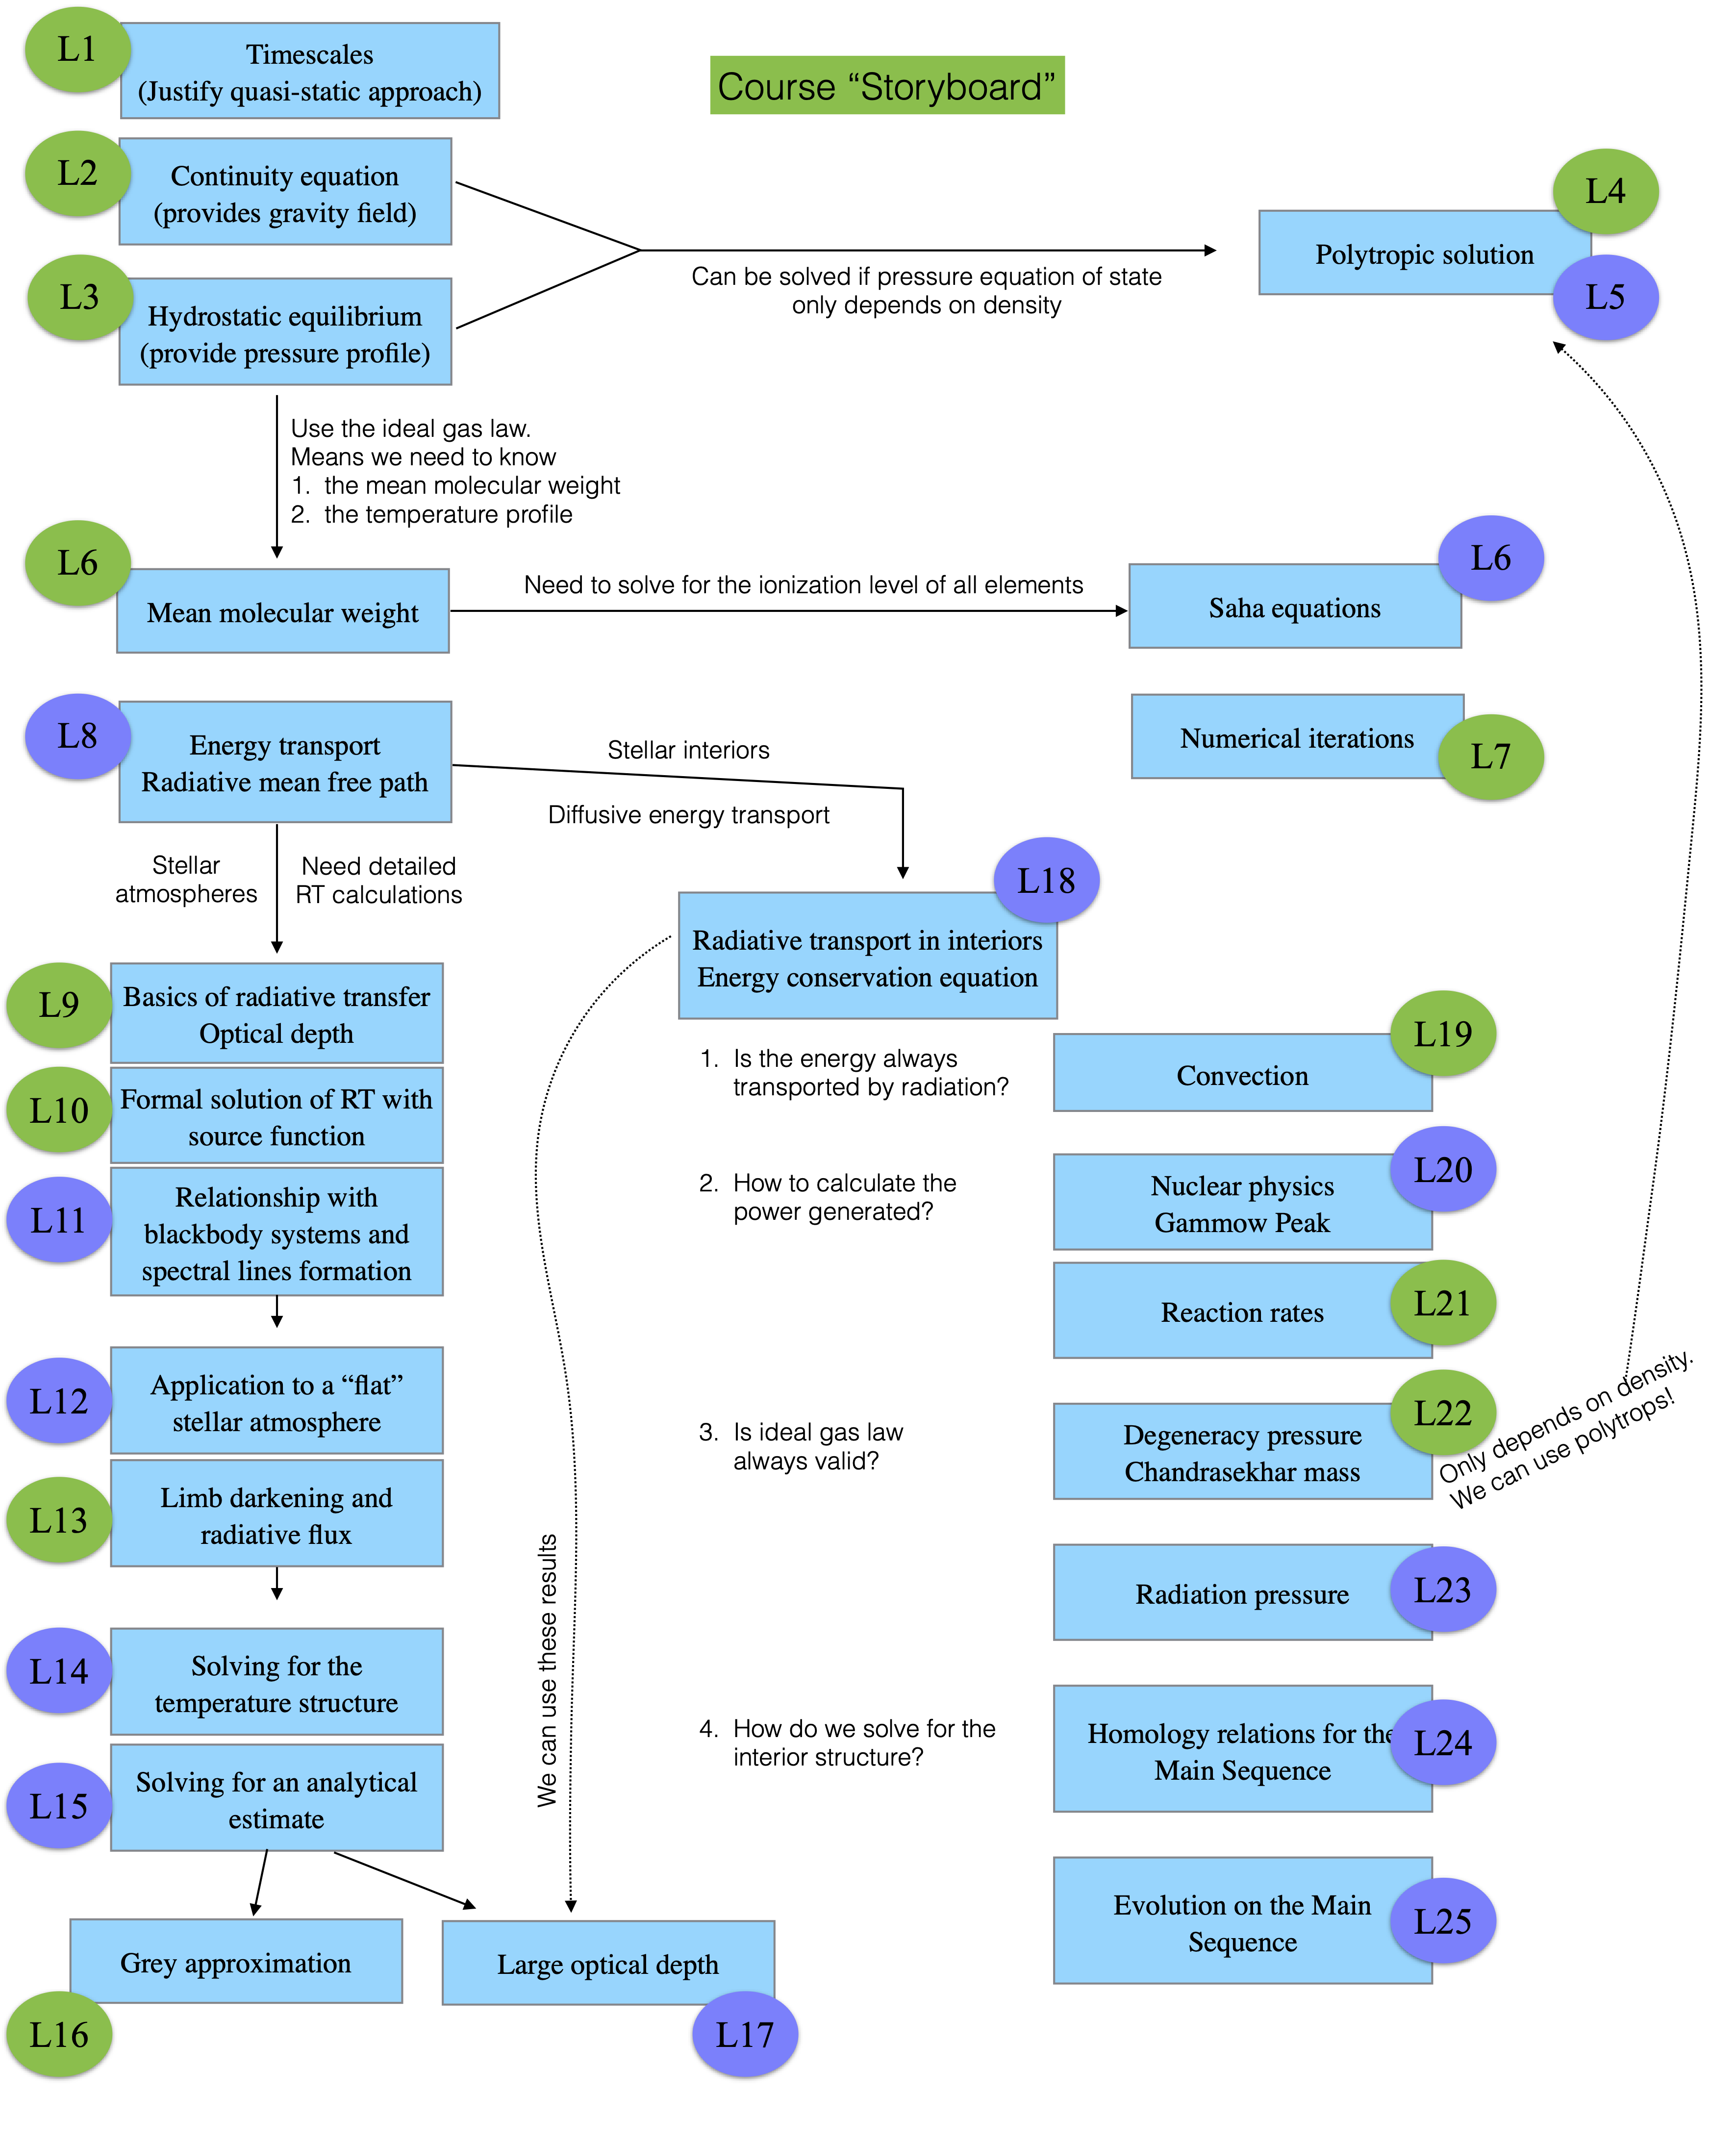 Course “Storyboard”
L1
Timescales
(Justify quasi-static approach)
L2
Continuity equation
(provides gravity field)
L3
Hydrostatic equilibrium
(provide pressure profile)
Can be solved if pressure equation of state
only depends on density
L4
Polytropic solution
L5
Use the ideal gas law.
Means we need to know
1. the mean molecular weight
2. the temperature profile
L6
Mean molecular weight
Need to solve for the ionization level of all elements
L6
Saha equations
Numerical iterations
L7
L8
Energy transport
Radiative mean free path
Stellar interiors
Diffusive energy transport
Stellar
atmospheres
Need detailed
RT calculations
L9
Basics of radiative transfer
Optical depth
L10
Formal solution of RT with
source function
L11
Relationship with
blackbody systems and
spectral lines formation
L12
Application to a “flat”
stellar atmosphere
L13
Limb darkening and
radiative flux
L14
Solving for the
temperature structure
L15
Solving for an analytical
estimate
Grey approximation
L16
Large optical depth
L17
We can use these results
L18
Radiative transport in interiors
Energy conservation equation
1. Is the energy always
transported by radiation?
L19
Convection
2. How to calculate the
power generated?
L20
Nuclear physics
Gammow Peak
L21
Reaction rates
3. Is ideal gas law
always valid?
L22
Degeneracy pressure
Chandrasekhar mass
Only depends on density.
We can use polytrops!
L23
Radiation pressure
4. How do we solve for the
interior structure?
L24
Homology relations for the
Main Sequence
L25
Evolution on the Main
Sequence